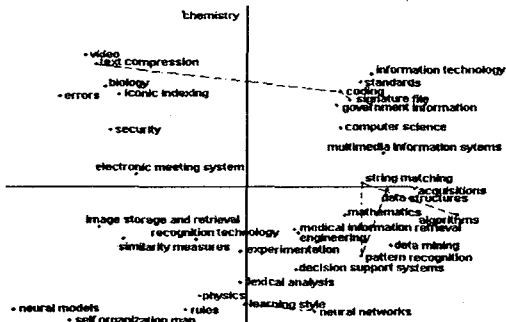 chemistry
video
text compression
information technology
biology
standards
errors
iconic indexing
coding
signature file
government information
security
computer science
multimedia information sytems
electronic meeting system
string matching
acquisitions
data structures
mathematics
algorithms
image storage and retrieval
medical information retrieval
recognition technology
engineering
similarity measures
experimentation
data mining
pattern recognition
decision support systems
lexical analysis
physics
learning style
neural models
rules
neural networks
self organization map